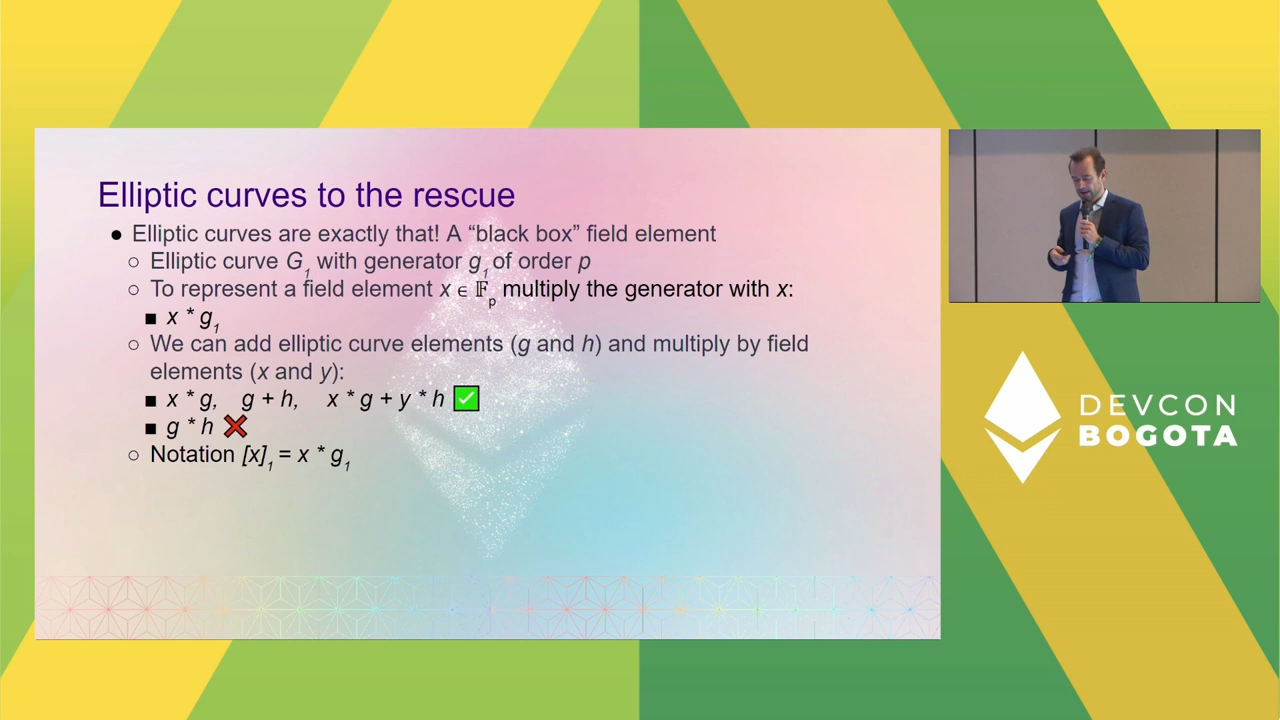 Elliptic curves to the rescue
● Elliptic curves are exactly that! A “black box” field element
○ Elliptic curve G₁ with generator g₁ of order p
○ To represent a field element x ∈ 𝔽ₚ multiply the generator with x:
■ x * g₁
○ We can add elliptic curve elements (g and h) and multiply by field
elements (x and y):
■ x * g, g + h, x * g + y * h ✅
■ g * h ❌
○ Notation [x]₁ = x * g₁
DEVCON
BOGOTA